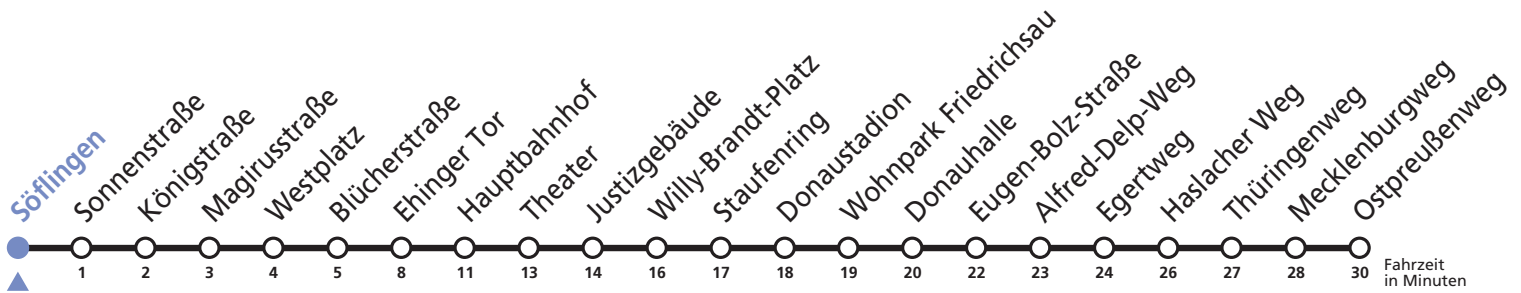 Söflingen
Sonnenstraße
Königstraße
Magirusstraße
Westplatz
Blücherstraße
Ehinger Tor
Hauptbahnhof
Theater
Justizgebäude
Willy-Brandt-Platz
Staufenring
Donaustadion
Wohnpark Friedrichsau
Donauhalle
Eugen-Bolz-Straße
Alfred-Delp-Weg
Egertweg
Haslacher Weg
Thüringenweg
Mecklenburgweg
Ostpreußenweg
1 2 3 4 5 8 11 13 14 16 17 18 19 20 22 23 24 26 27 28 30
Fahrzeit
in Minuten